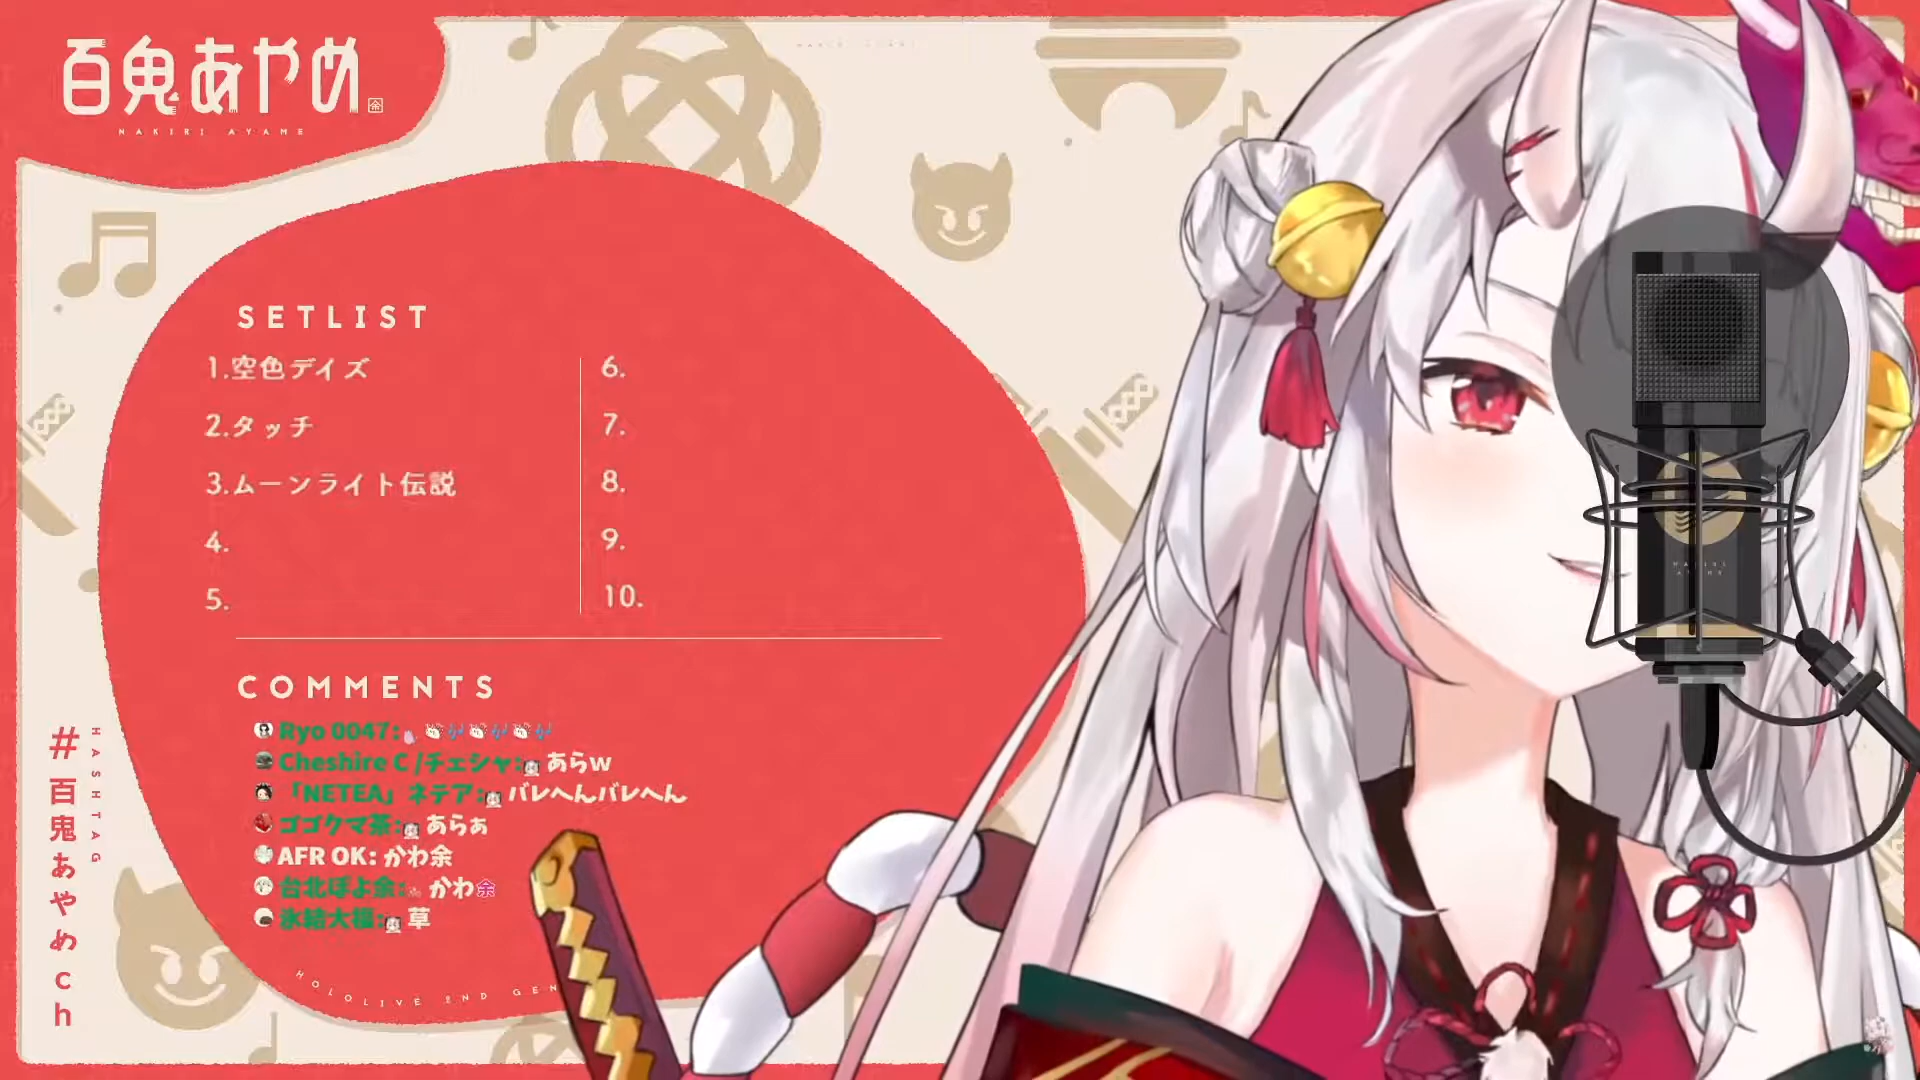 百鬼あやめ
余
NAKIRI AYAME
SETLIST
1.空色デイズ
2.タッチ
3.ムーンライト伝説
4.
5.
6.
7.
8.
9.
10.
COMMENTS
Ryo 0047:
Cheshire C /チェシャ: あらw
「NETEA」ネテア: バレへんバレへん
ゴゴクマ茶: あらぁ
AFR OK: かわ余
台北ぽよ余: かわ余
氷結大福: 草
HOLOLIVE 2ND GEN
#百鬼あやめch
HASHTAG
NAKIRI
AYAME